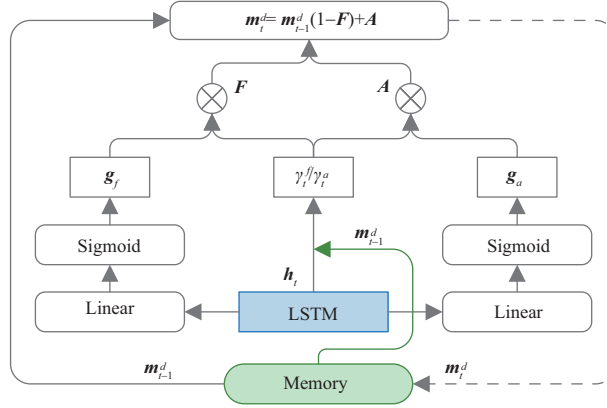 m_t^d = m_{t-1}^d(1−F)+A
F
A
g_f
γ_t^f/γ_t^a
g_a
Sigmoid
m_{t-1}^d
Sigmoid
h_t
Linear
LSTM
Linear
m_{t-1}^d
Memory
m_t^d